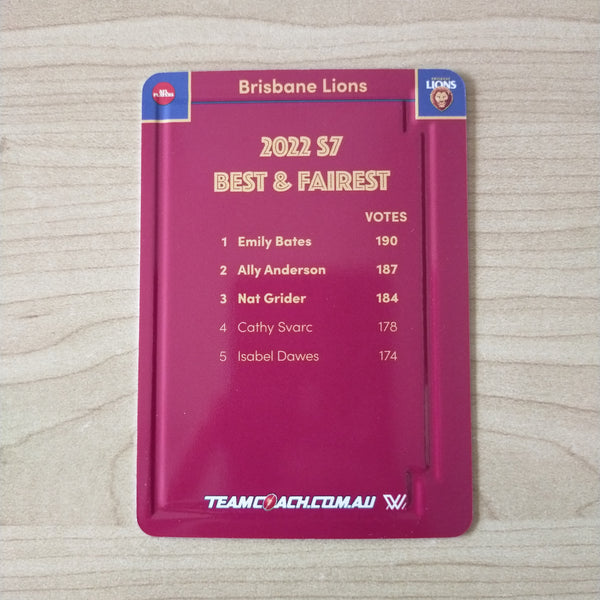 Brisbane Lions
BRISBANE
LIONS
2022 S7
BEST & FAIREST
VOTES
1 Emily Bates 190
2 Ally Anderson 187
3 Nat Grider 184
4 Cathy Svarc 178
5 Isabel Dawes 174
TEAMCOACH.COM.AU W